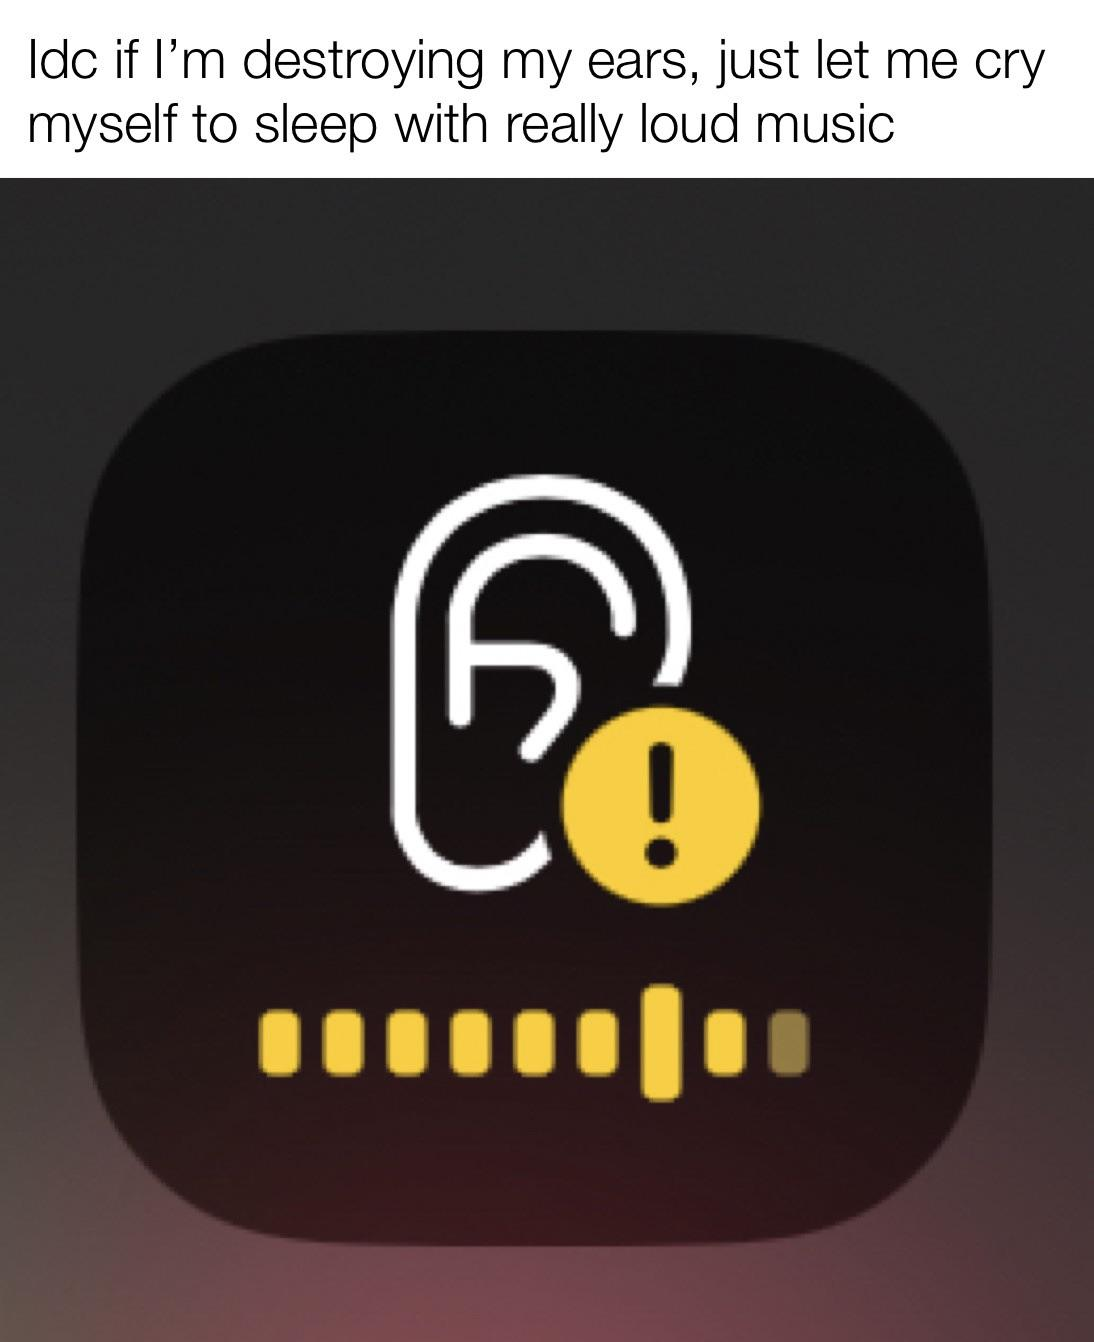 Idc if I’m destroying my ears, just let me cry
myself to sleep with really loud music